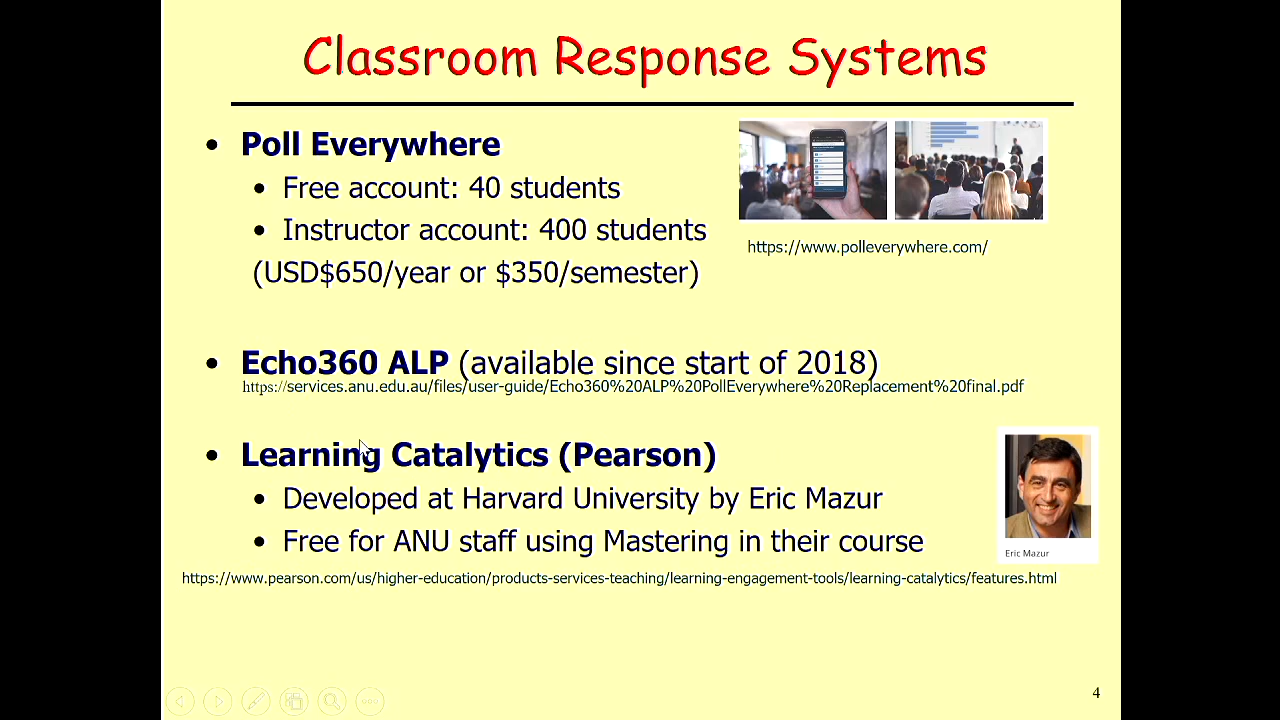 Classroom Response Systems
• Poll Everywhere
• Free account: 40 students
• Instructor account: 400 students
(USD$650/year or $350/semester)
https://www.polleverywhere.com/
• Echo360 ALP (available since start of 2018)
https://services.anu.edu.au/files/user-guide/Echo360%20ALP%20PollEverywhere%20Replacement%20final.pdf
• Learning Catalytics (Pearson)
• Developed at Harvard University by Eric Mazur
• Free for ANU staff using Mastering in their course
Eric Mazur
https://www.pearson.com/us/higher-education/products-services-teaching/learning-engagement-tools/learning-catalytics/features.html
4